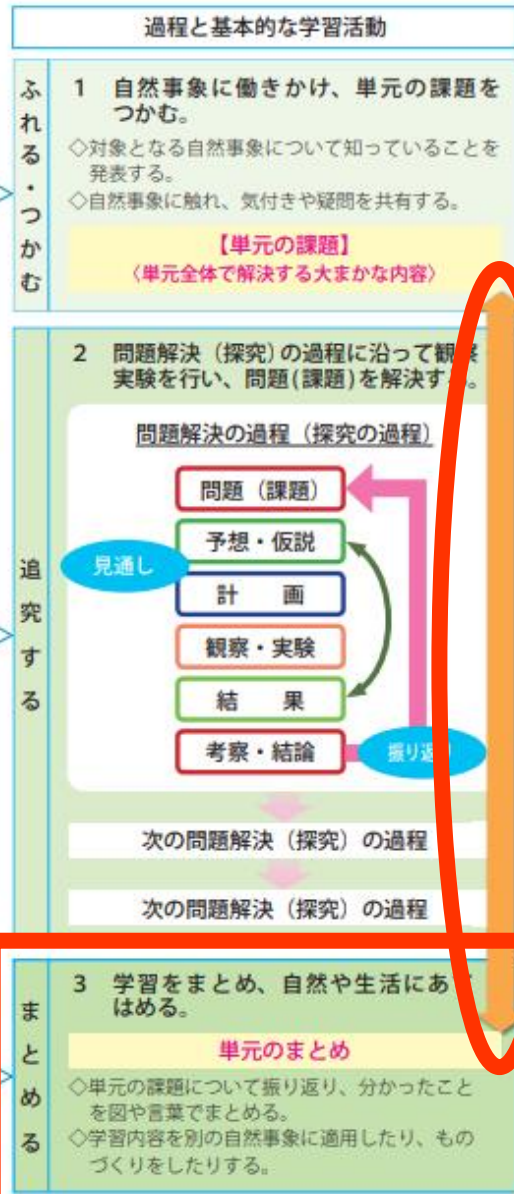 過程と基本的な学習活動
ふれる・つかむ
1 自然事象に働きかけ、単元の課題を
つかむ。
◇対象となる自然事象について知っていることを
発表する。
◇自然事象に触れ、気付きや疑問を共有する。
【単元の課題】
〈単元全体で解決する大まかな内容〉
追究する
2 問題解決（探究）の過程に沿って観察
実験を行い、問題(課題)を解決する。
問題解決の過程（探究の過程）
問題（課題）
予想・仮説
見通し
計 画
観察・実験
結 果
考察・結論
振り返り
次の問題解決（探究）の過程
次の問題解決（探究）の過程
まとめる
3 学習をまとめ、自然や生活にあて
はめる。
単元のまとめ
◇単元の課題について振り返り、分かったこと
を図や言葉でまとめる。
◇学習内容を別の自然事象に適用したり、もの
づくりをしたりする。